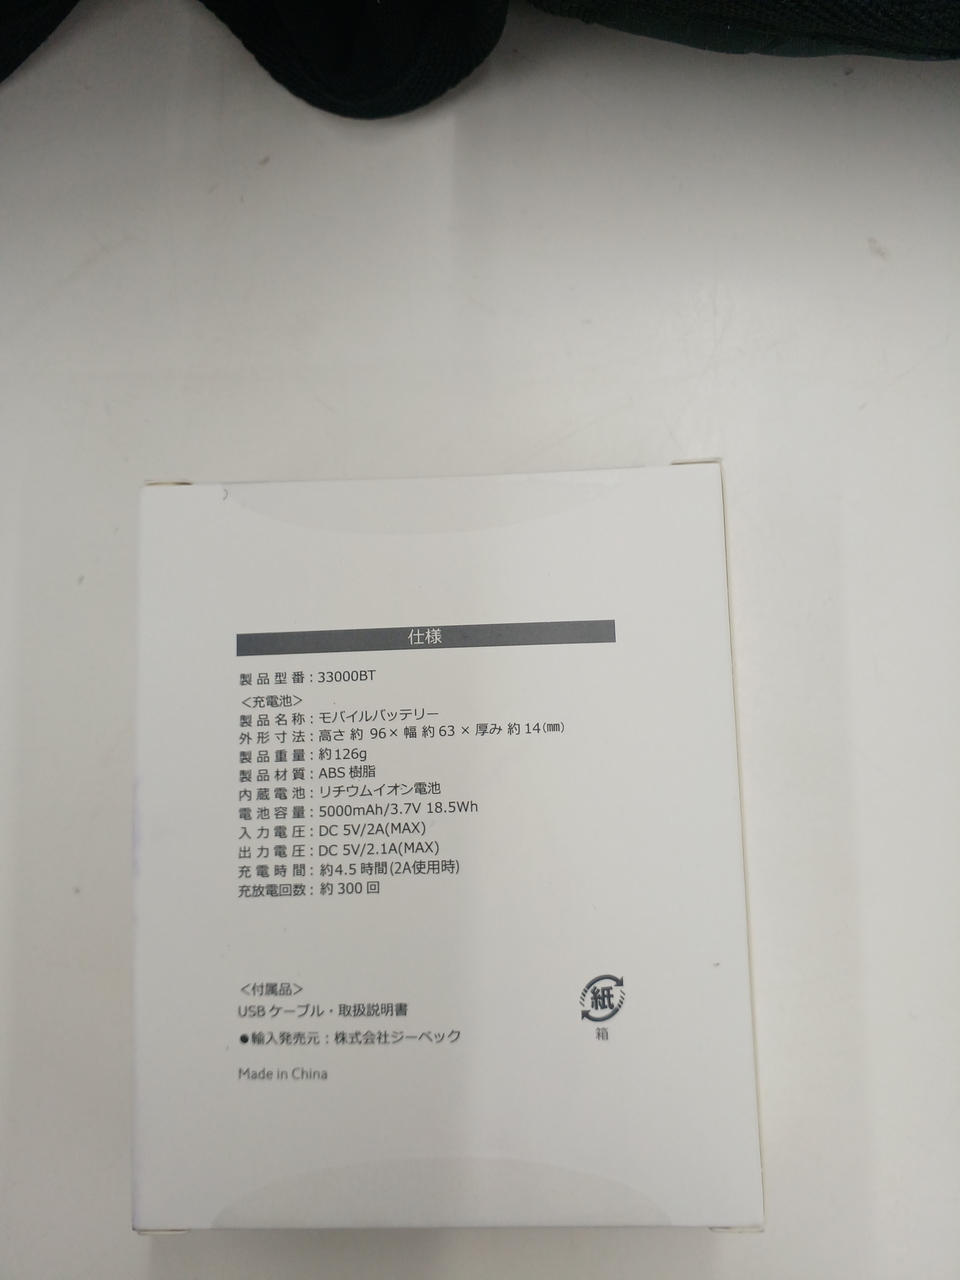 仕様
製品型番：33000BT
＜充電池＞
製品名称：モバイルバッテリー
外形寸法：高さ 約 96× 幅 約 63 × 厚み 約 14(㎜)
製品重量：約126g
製品材質：ABS 樹脂
内蔵電池：リチウムイオン電池
電池容量：5000mAh/3.7V 18.5Wh
入力電圧：DC 5V/2A(MAX)
出力電圧：DC 5V/2.1A(MAX)
充電時間：約4.5 時間(2A使用時)
充放電回数：約 300 回
＜付属品＞
USB ケーブル・取扱説明書
●輸入発売元：株式会社ジーベック
Made in China
紙
箱